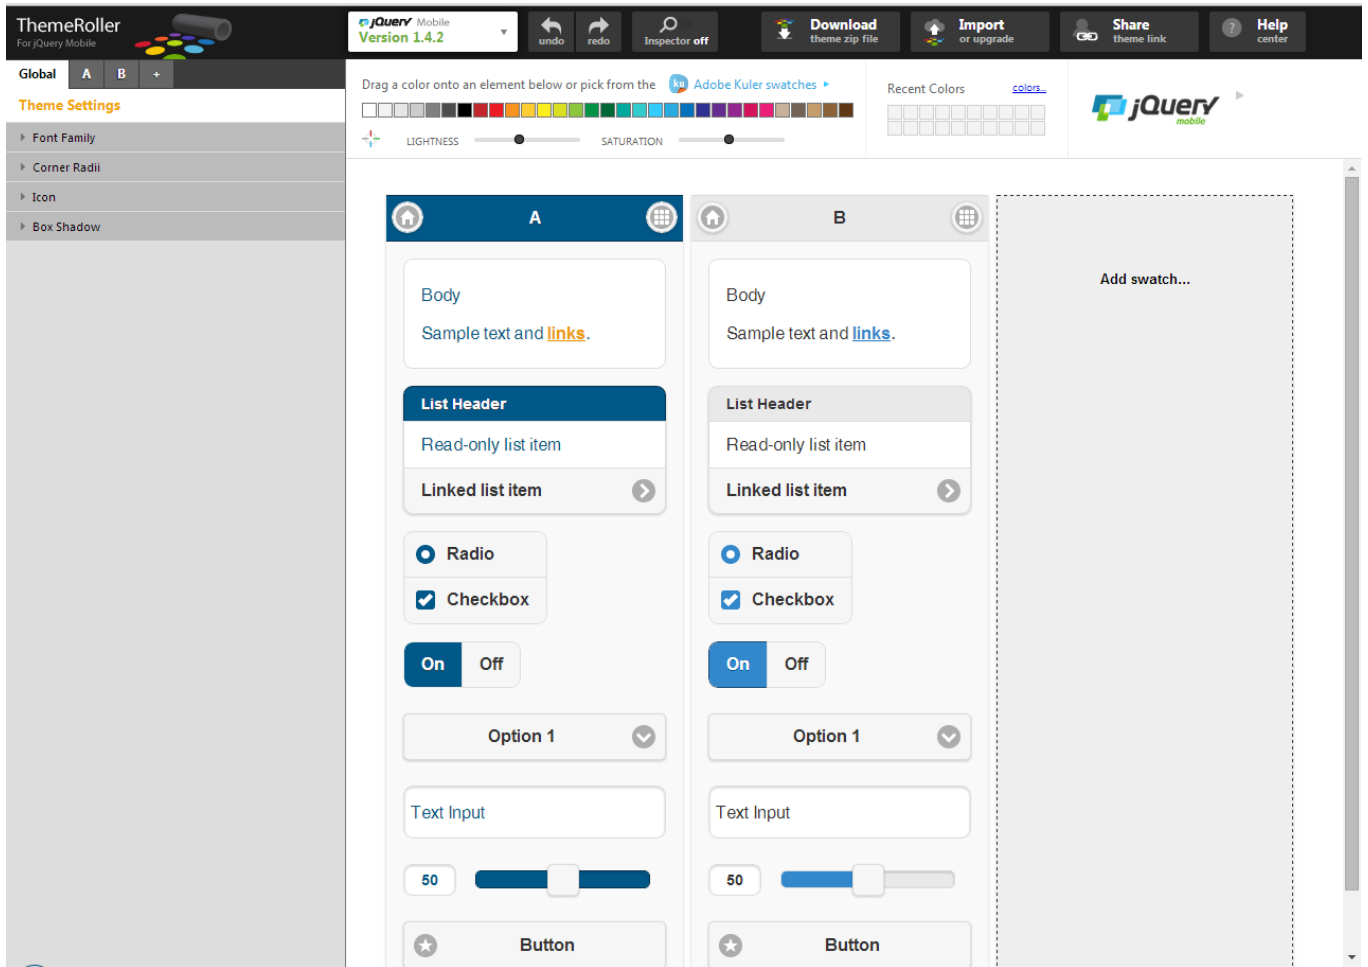 ThemeRoller
For jQuery Mobile
jQuery Mobile
Version 1.4.2
undo
redo
Inspector off
Download
theme zip file
Import
or upgrade
Share
theme link
?
Help
center
Global A B +
Theme Settings
Font Family
Corner Radii
Icon
Box Shadow
Drag a color onto an element below or pick from the ku Adobe Kuler swatches
LIGHTNESS
SATURATION
Recent Colors
colors...
jQuery
mobile
A
Body
Sample text and links.
List Header
Read-only list item
Linked list item
Radio
Checkbox
On Off
Option 1
Text Input
50
Button
B
Body
Sample text and links.
List Header
Read-only list item
Linked list item
Radio
Checkbox
On Off
Option 1
Text Input
50
Button
Add swatch...